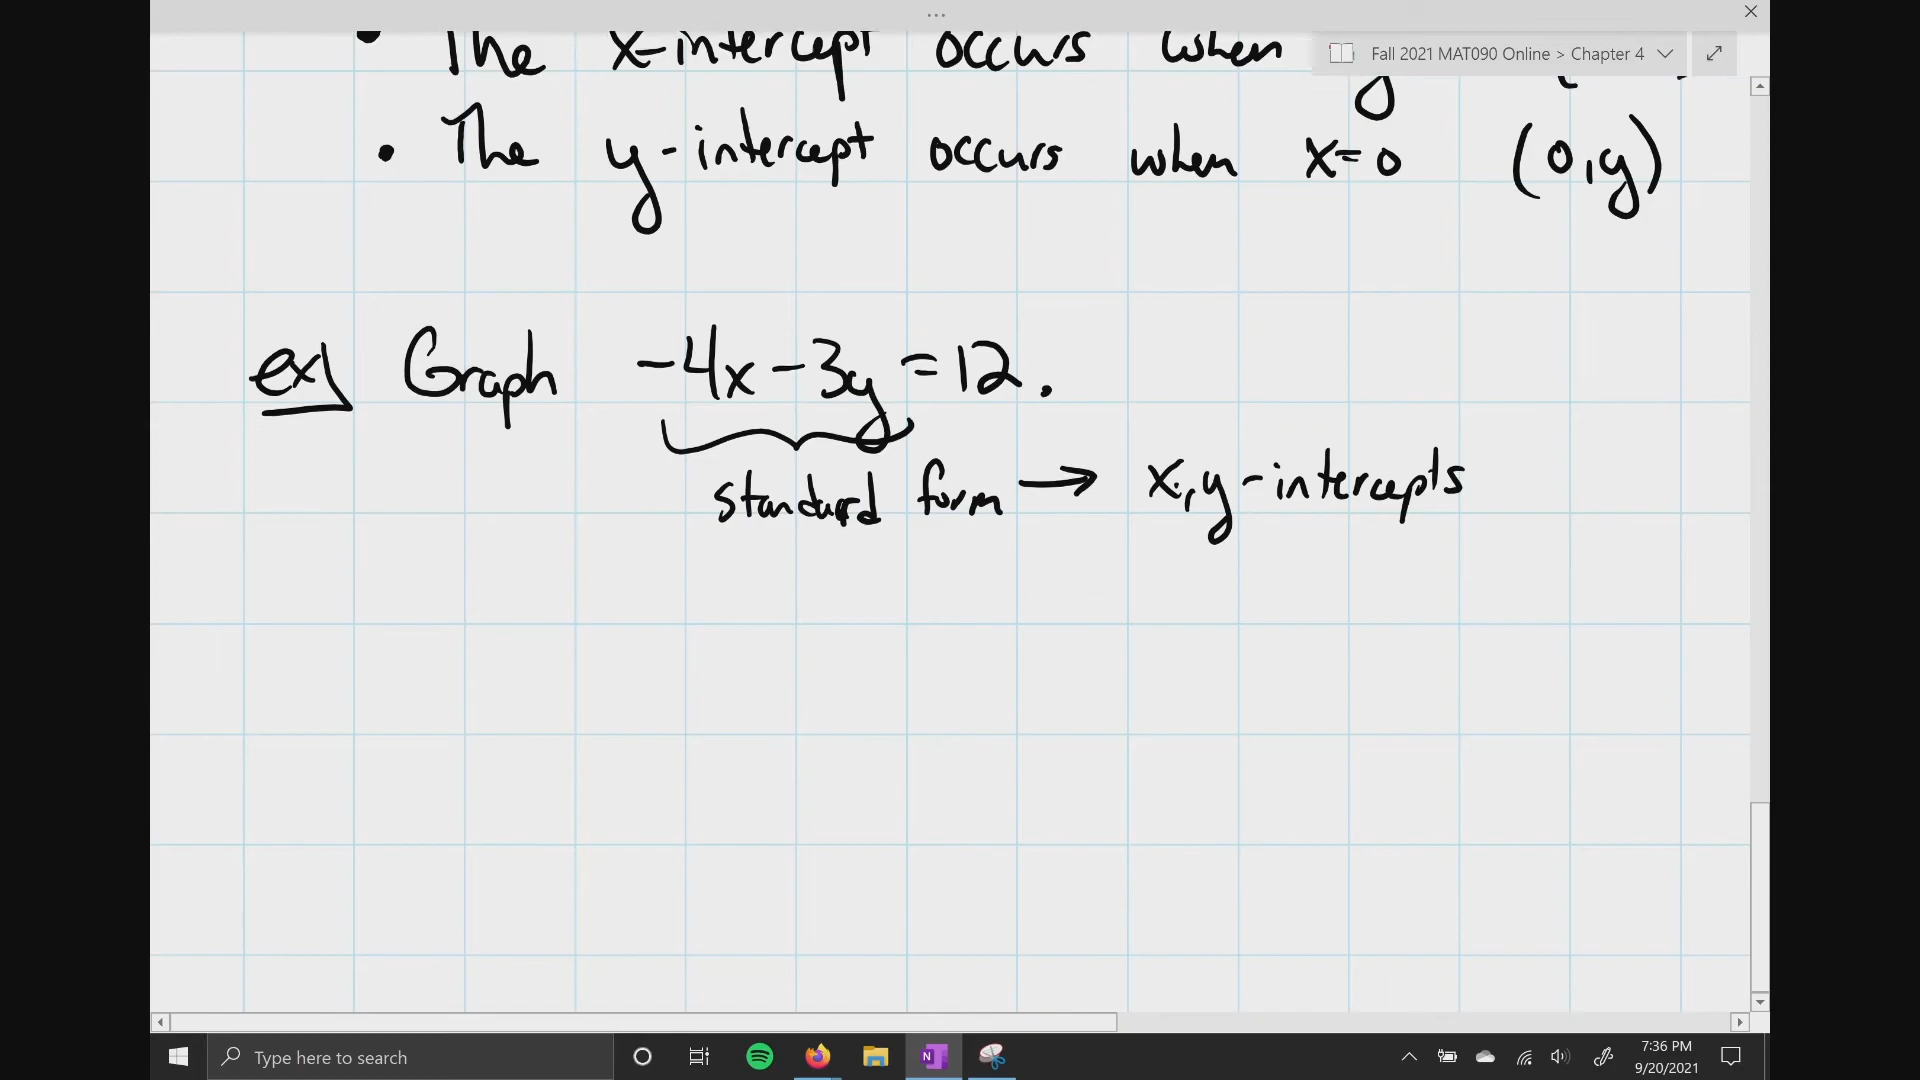 • The x-intercept occurs when y
Fall 2021 MAT090 Online > Chapter 4
• The y-intercept occurs when x=0 (0,y)
ex) Graph -4x-3y=12.
standard form → x,y-intercepts
Type here to search
7:36 PM
9/20/2021